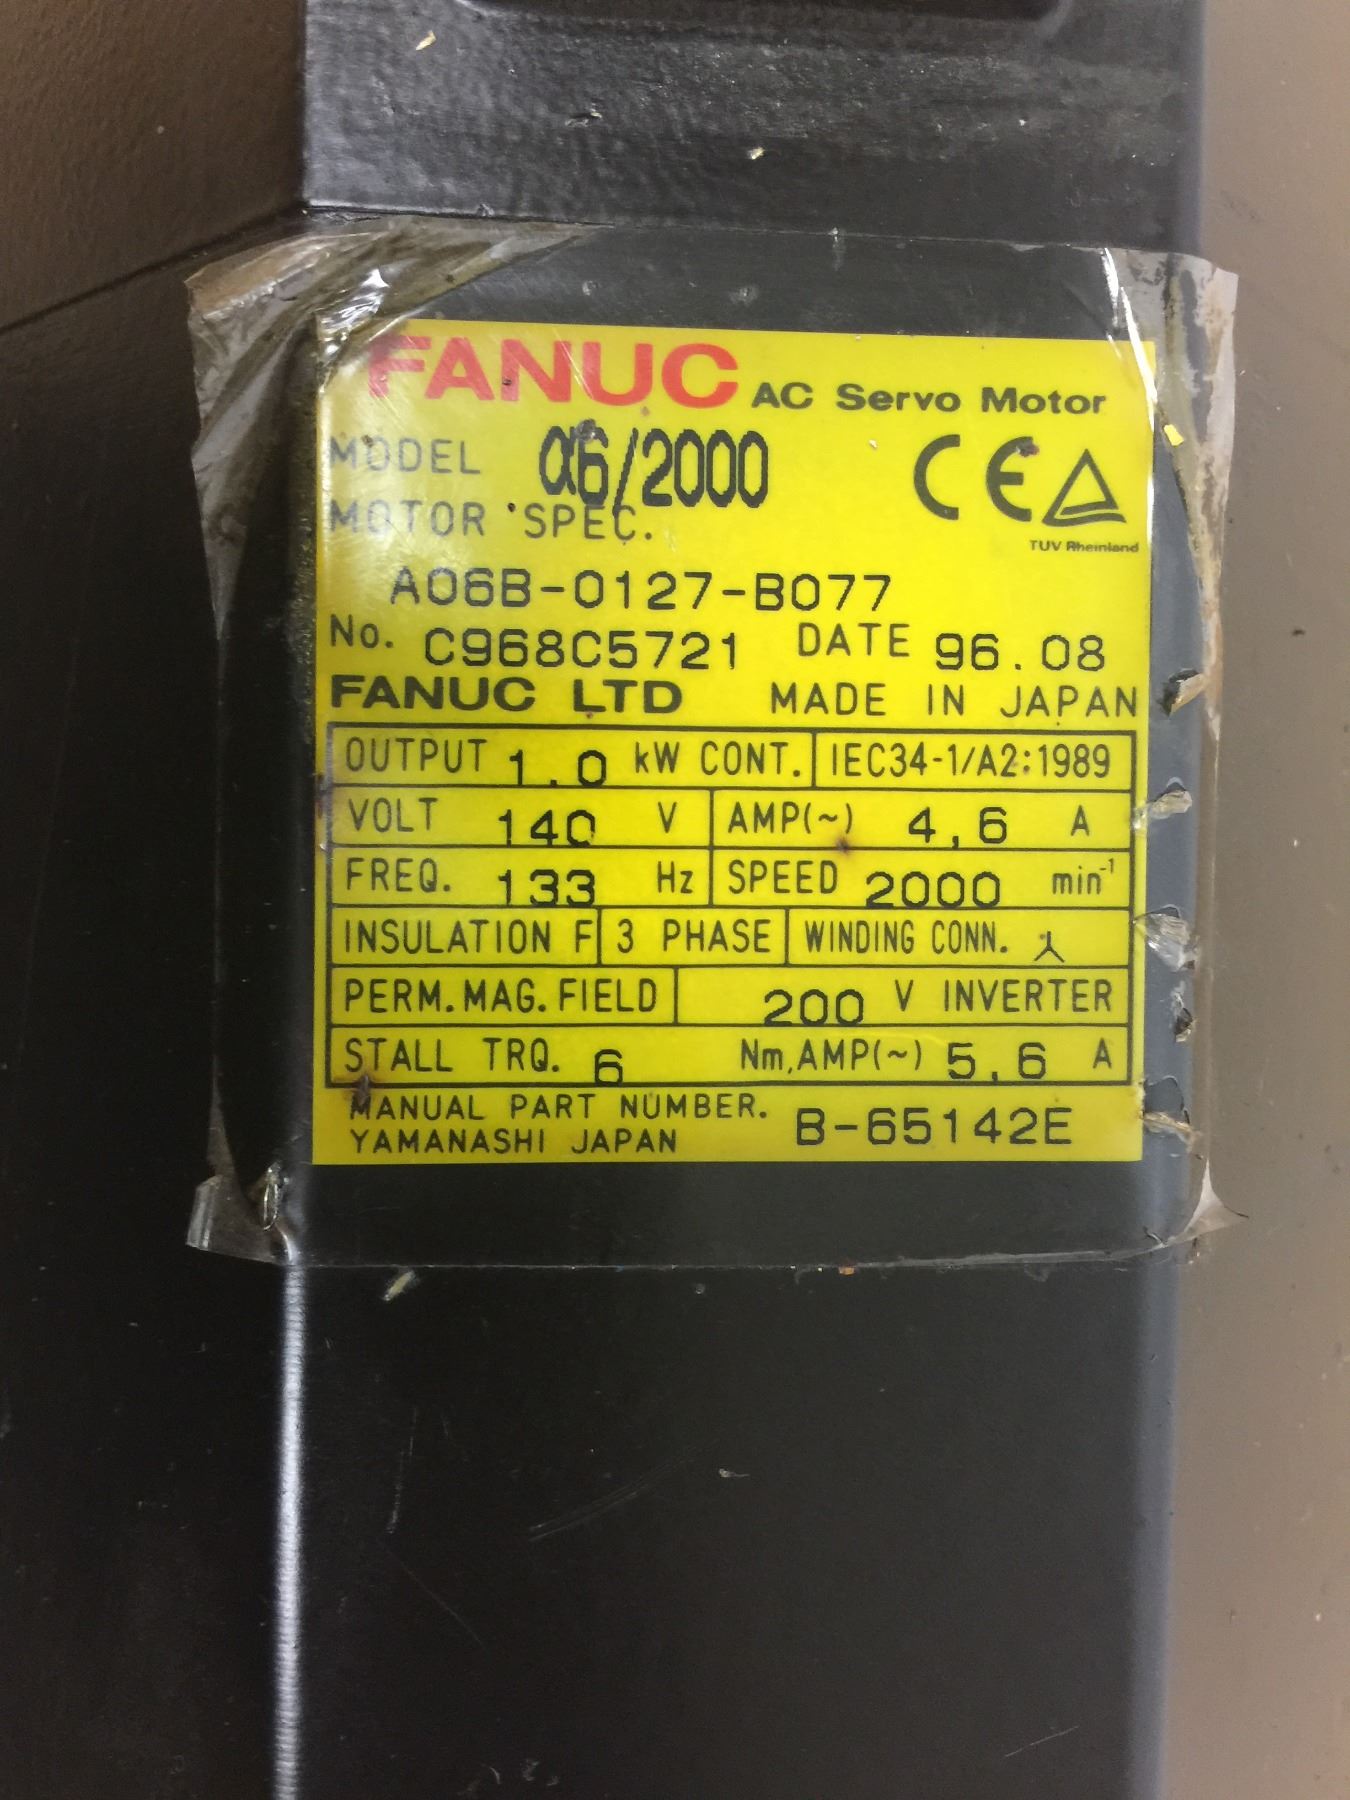 FANUC AC Servo Motor
MODEL α6/2000
CE
TUV Rheinland
MOTOR SPEC.
A06B-0127-B077
No. C968C5721 DATE 96.08
FANUC LTD MADE IN JAPAN
OUTPUT 1.0 kW CONT. IEC34-1/A2:1989
VOLT 140 V AMP(~) 4,6 A
FREQ. 133 Hz SPEED 2000 min⁻¹
INSULATION F 3 PHASE WINDING CONN. 人
PERM.MAG.FIELD 200 V INVERTER
STALL TRQ. 6 Nm,AMP(~) 5,6 A
MANUAL PART NUMBER. B-65142E
YAMANASHI JAPAN